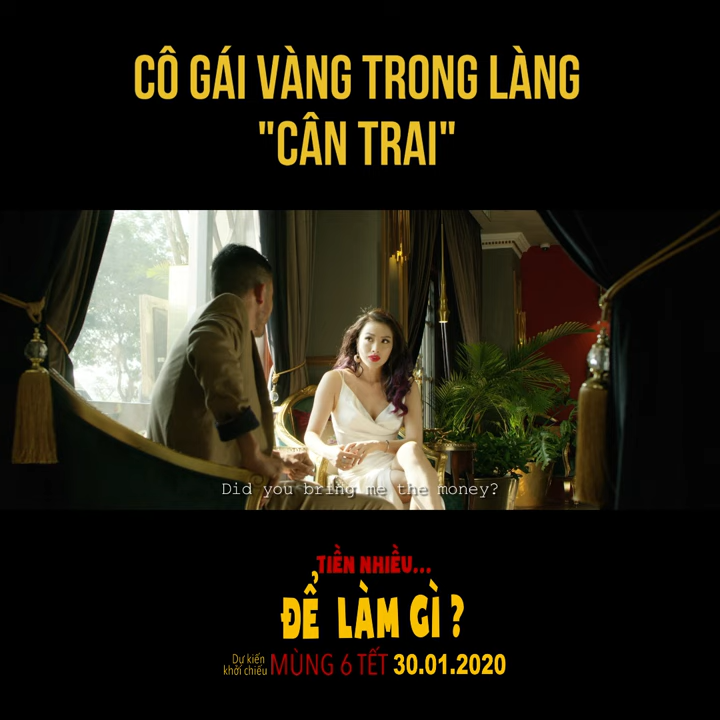 CÔ GÁI VÀNG TRONG LÀNG
"CÂN TRAI"
Did you bring me the money?
TIỀN NHIỀU...
ĐỂ LÀM GÌ?
Dự kiến
khởi chiếu MÙNG 6 TẾT 30.01.2020